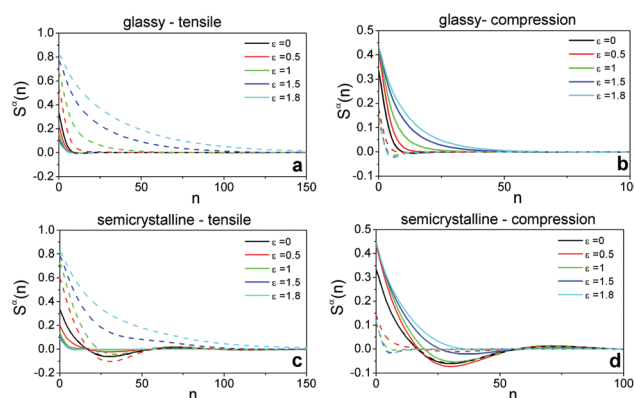 glassy - tensile
1.0
0.8
0.6
0.4
0.2
0.0
-0.2
S^α(n)
ε =0
ε =0.5
ε =1
ε =1.5
ε =1.8
a
0 50 100 150
n
glassy- compression
0.5
0.4
0.3
0.2
0.1
0.0
-0.1
S^α(n)
ε =0
ε =0.5
ε =1
ε =1.5
ε =1.8
b
0 50 100
n
semicrystalline - tensile
1.0
0.8
0.6
0.4
0.2
0.0
-0.2
S^α(n)
ε =0
ε =0.5
ε =1
ε =1.5
ε =1.8
c
0 50 100 150
n
semicrystalline - compression
0.5
0.4
0.3
0.2
0.1
0.0
-0.1
S^α(n)
ε =0
ε =0.5
ε =1
ε =1.5
ε =1.8
d
0 50 100
n